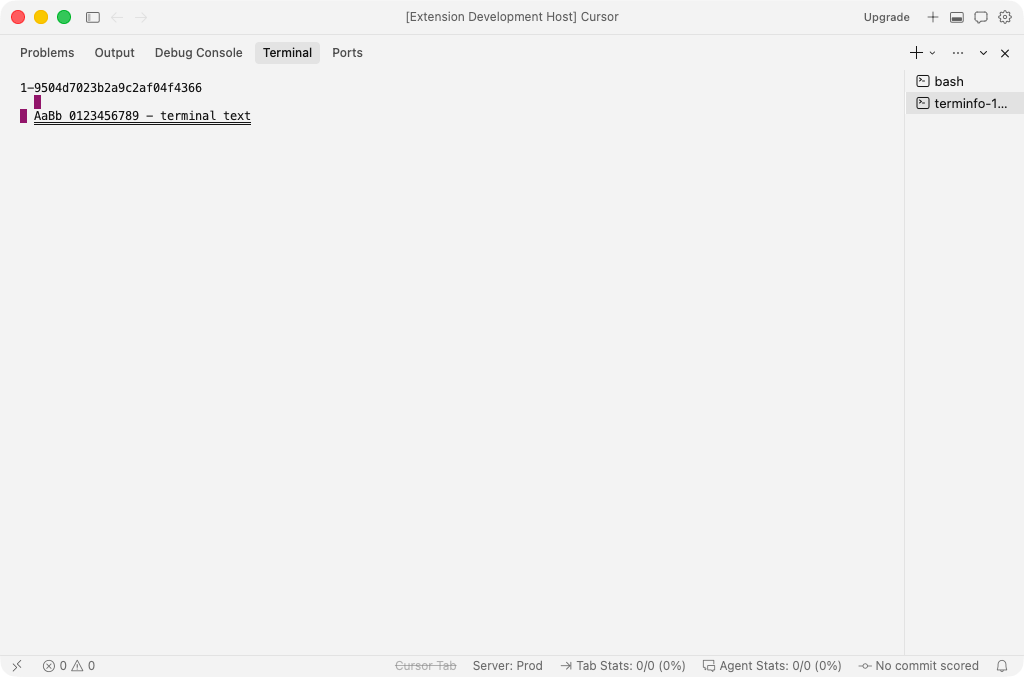 [Extension Development Host] Cursor
Upgrade
Problems Output Debug Console Terminal Ports
1-9504d7023b2a9c2af04f4366
AaBb 0123456789 - terminal text
bash
terminfo-1...
0 0 Cursor Tab Server: Prod Tab Stats: 0/0 (0%) Agent Stats: 0/0 (0%) No commit scored